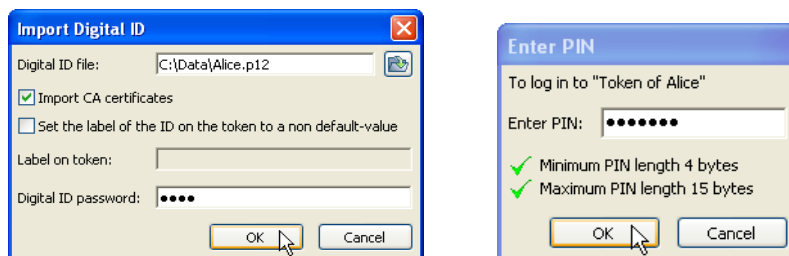 Import Digital ID
Digital ID file: C:\Data\Alice.p12
Import CA certificates
Set the label of the ID on the token to a non default-value
Label on token:
Digital ID password: ••••
OK Cancel
Enter PIN
To log in to "Token of Alice"
Enter PIN: •••••••
Minimum PIN length 4 bytes
Maximum PIN length 15 bytes
OK Cancel